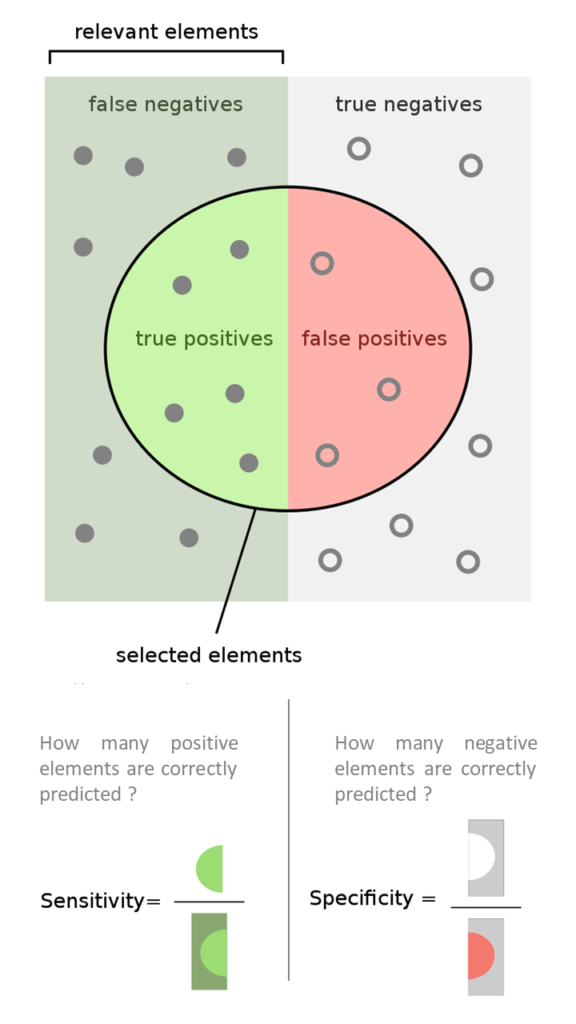 relevant elements
false negatives
true negatives
true positives
false positives
selected elements
How many positive
elements are correctly
predicted ?
Sensitivity=
How many negative
elements are correctly
predicted ?
Specificity =